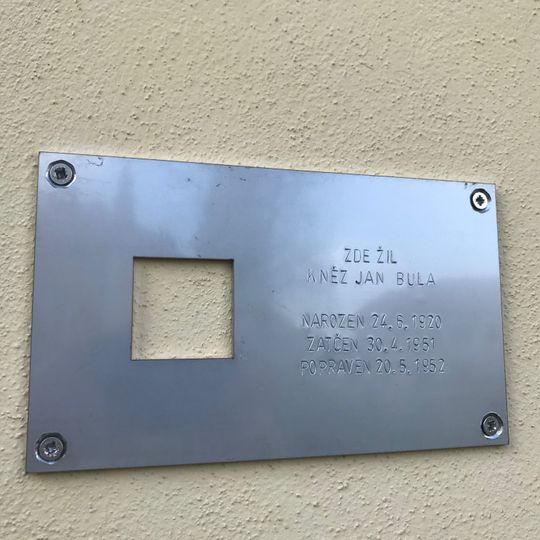 ZDE ŽIL
KNĚZ JAN BULA
NAROZEN 24.6.1920
ZATČEN 30.4.1951
POPRAVEN 20.5.1952